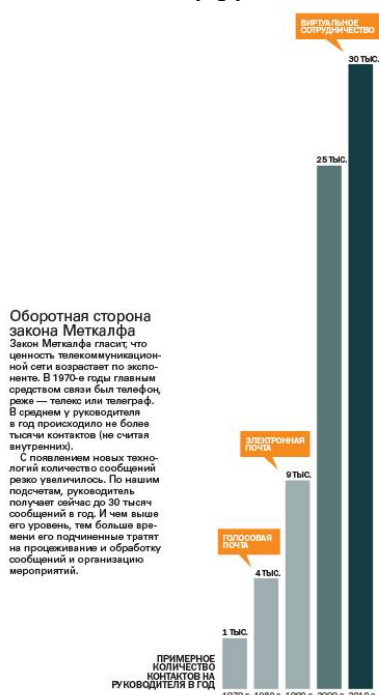 ВИРТУАЛЬНОЕ
СОТРУДНИЧЕСТВО
30 ТЫС.
25 ТЫС.
Оборотная сторона
закона Меткалфа
Закон Меткалфа гласит, что
ценность телекоммуникацион-
ной сети возрастает по экспо-
ненте. В 1970-е годы главным
средством связи был телефон,
реже — телекс или телеграф.
В среднем у руководителя
в год происходило не более
тысячи контактов (не считая
внутренних).
С появлением новых техно-
логий количество сообщений
резко увеличилось. По нашим
подсчетам, руководитель
получает сейчас до 30 тысяч
сообщений в год. И чем выше
его уровень, тем больше вре-
мени его подчиненные тратят
на процеживание и обработку
сообщений и организацию
мероприятий.
ЭЛЕКТРОННАЯ
ПОЧТА
9 ТЫС.
ГОЛОСОВАЯ
ПОЧТА
4 ТЫС.
1 ТЫС.
ПРИМЕРНОЕ
КОЛИЧЕСТВО
КОНТАКТОВ НА
РУКОВОДИТЕЛЯ В ГОД